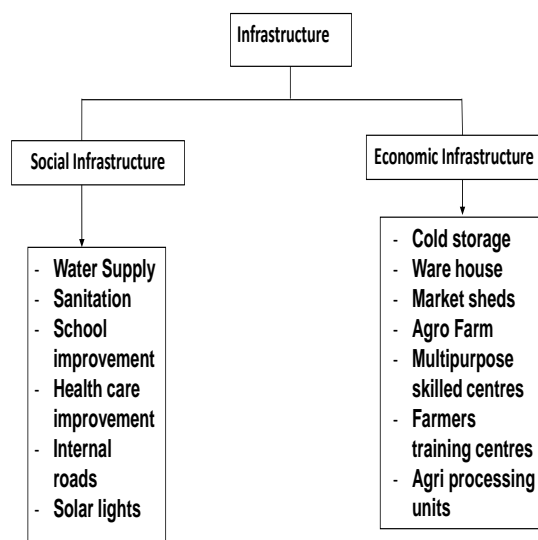 Infrastructure
Social Infrastructure
Economic Infrastructure
- Water Supply
- Sanitation
- School
improvement
- Health care
improvement
- Internal
roads
- Solar lights
- Cold storage
- Ware house
- Market sheds
- Agro Farm
- Multipurpose
skilled centres
- Farmers
training centres
- Agri processing
units